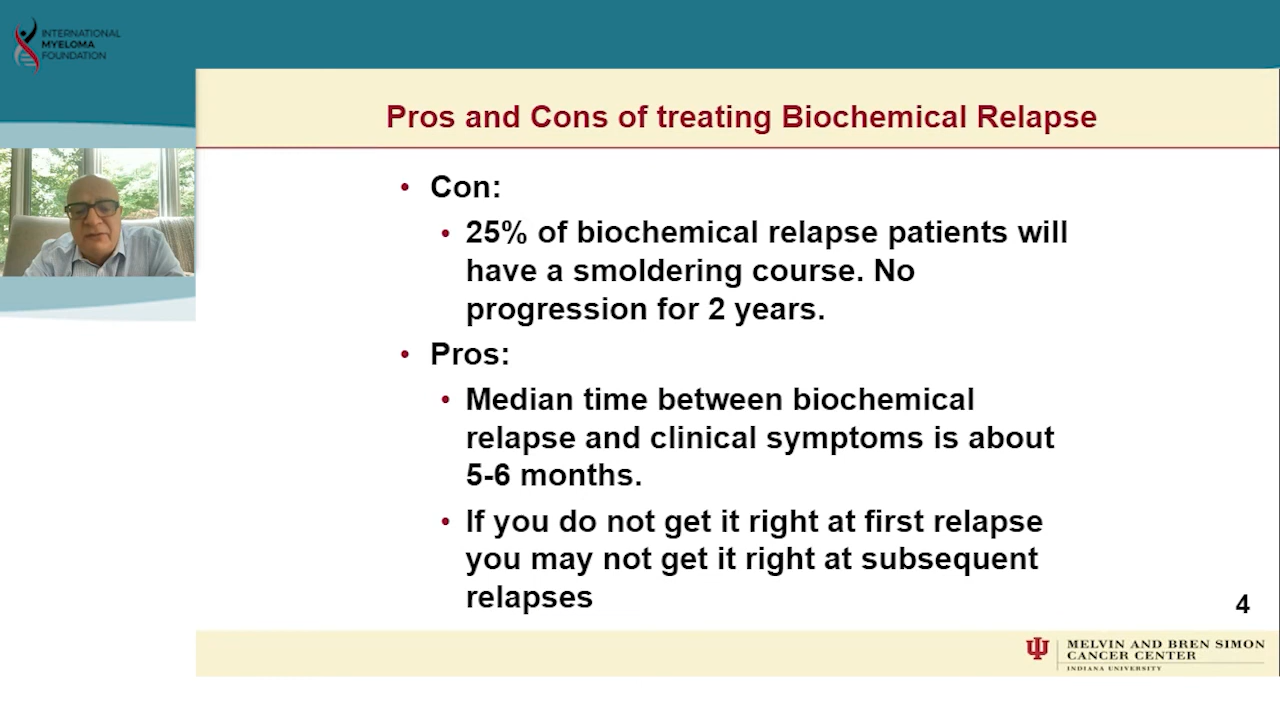 INTERNATIONAL
MYELOMA
FOUNDATION
Pros and Cons of treating Biochemical Relapse
• Con:
• 25% of biochemical relapse patients will
have a smoldering course. No
progression for 2 years.
• Pros:
• Median time between biochemical
relapse and clinical symptoms is about
5-6 months.
• If you do not get it right at first relapse
you may not get it right at subsequent
relapses
4
MELVIN AND BREN SIMON
CANCER CENTER
INDIANA UNIVERSITY